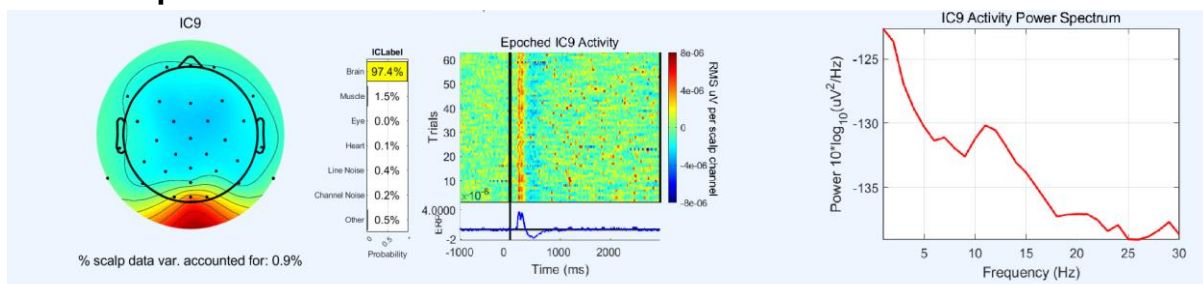 IC9
ICLabel
Brain 97.4%
Muscle 1.5%
Eye 0.0%
Heart 0.1%
Line Noise 0.4%
Channel Noise 0.2%
Other 0.5%
0 0.5
Probability
% scalp data var. accounted for: 0.9%
Epoched IC9 Activity
Trials
60
50
40
30
20
10
8e-06
4e-06
0
-4e-06
-8e-06
RMS uV per scalp channel
4.0000
-2
ERP
-1000 0 1000 2000
Time (ms)
IC9 Activity Power Spectrum
Power 10*log10(uV2/Hz)
-125
-130
-135
5 10 15 20 25 30
Frequency (Hz)